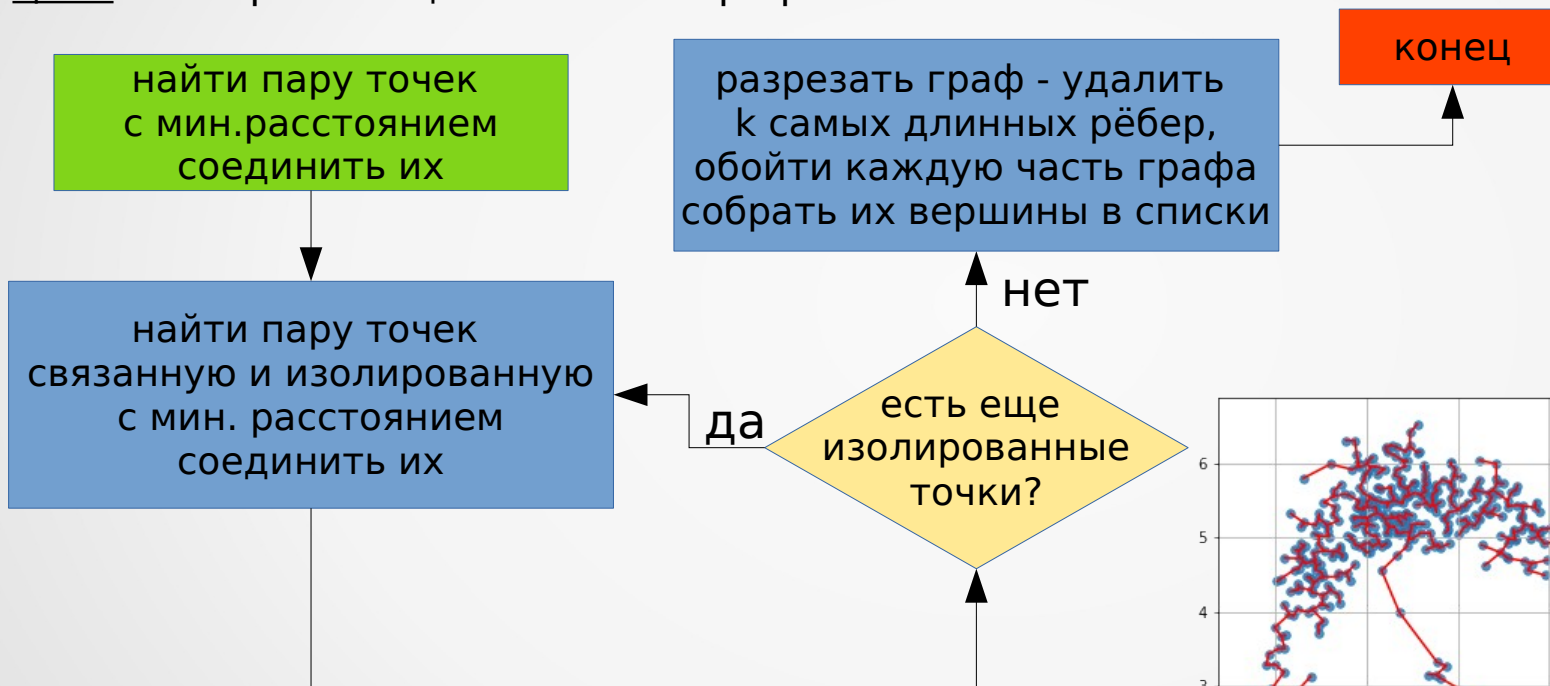 найти пару точек
с мин.расстоянием
соединить их
найти пару точек
связанную и изолированную
с мин. расстоянием
соединить их
разрезать граф - удалить
k самых длинных рёбер,
обойти каждую часть графа
собрать их вершины в списки
конец
нет
да
есть еще
изолированные
точки?
6
5
4
3